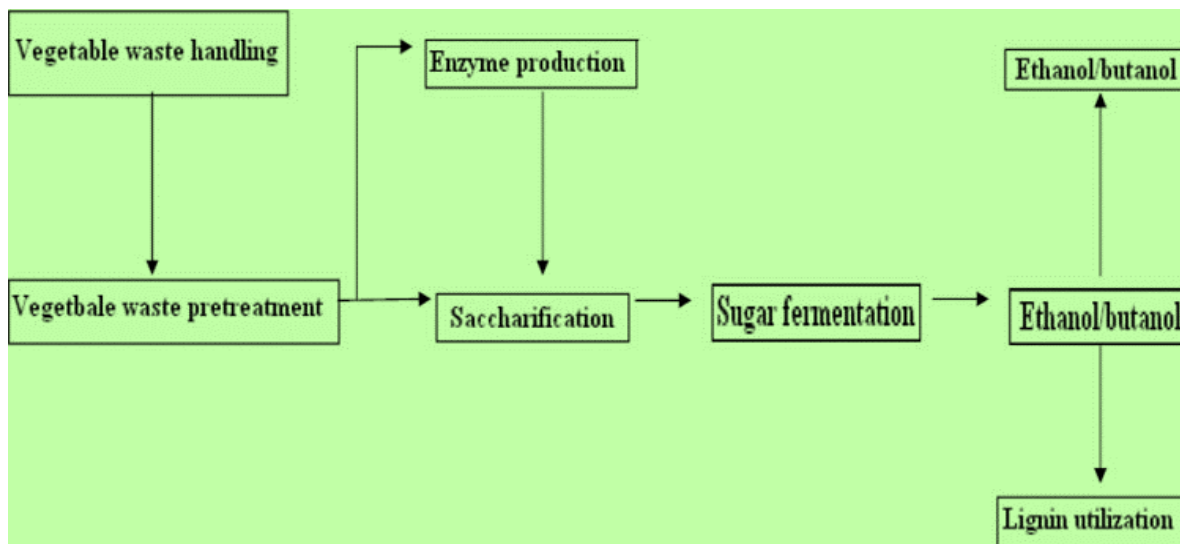 Vegetable waste handling
Enzyme production
Ethanol/butanol
Vegetbale waste pretreatment
Saccharification
Sugar fermentation
Ethanol/butanol
Lignin utilization